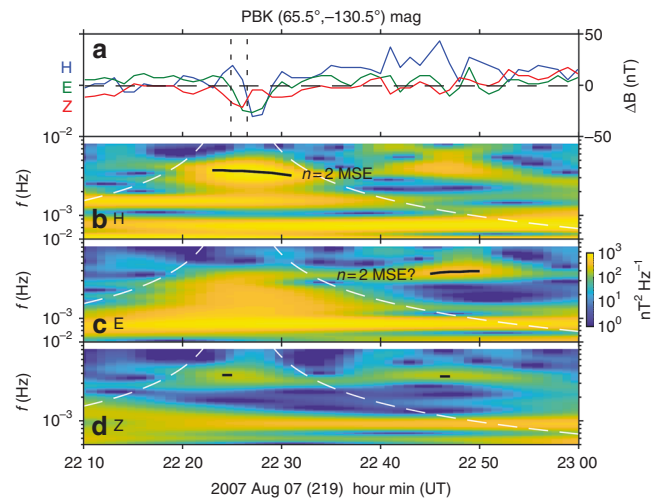 PBK (65.5°,−130.5°) mag
a
H
E
Z
50
0
−50
ΔB (nT)
10⁻²
f (Hz)
n = 2 MSE
10⁻³
b H
10⁻²
f (Hz)
n = 2 MSE?
10⁻³
c E
10³
10²
10¹
10⁰
nT² Hz⁻¹
10⁻²
f (Hz)
10⁻³
d Z
22 10 22 20 22 30 22 40 22 50 23 00
2007 Aug 07 (219) hour min (UT)